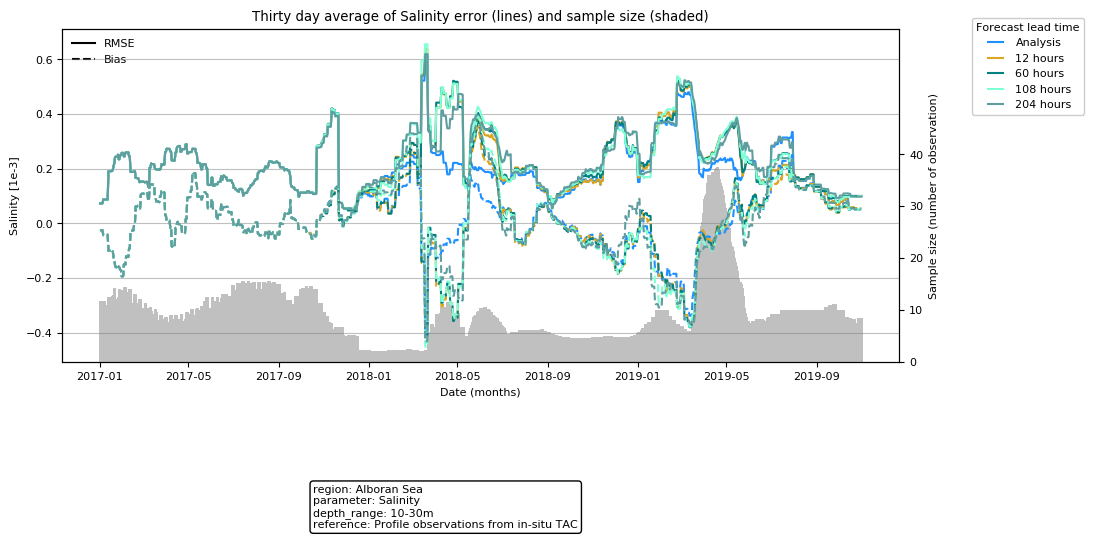 Thirty day average of Salinity error (lines) and sample size (shaded)
Forecast lead time
Analysis
12 hours
60 hours
108 hours
204 hours
RMSE
Bias
Salinity [1e-3]
0.6
0.4
0.2
0.0
−0.2
−0.4
Sample size (number of observation)
40
30
20
10
0
2017-01
2017-05
2017-09
2018-01
2018-05
2018-09
2019-01
2019-05
2019-09
Date (months)
region: Alboran Sea
parameter: Salinity
depth_range: 10-30m
reference: Profile observations from in-situ TAC